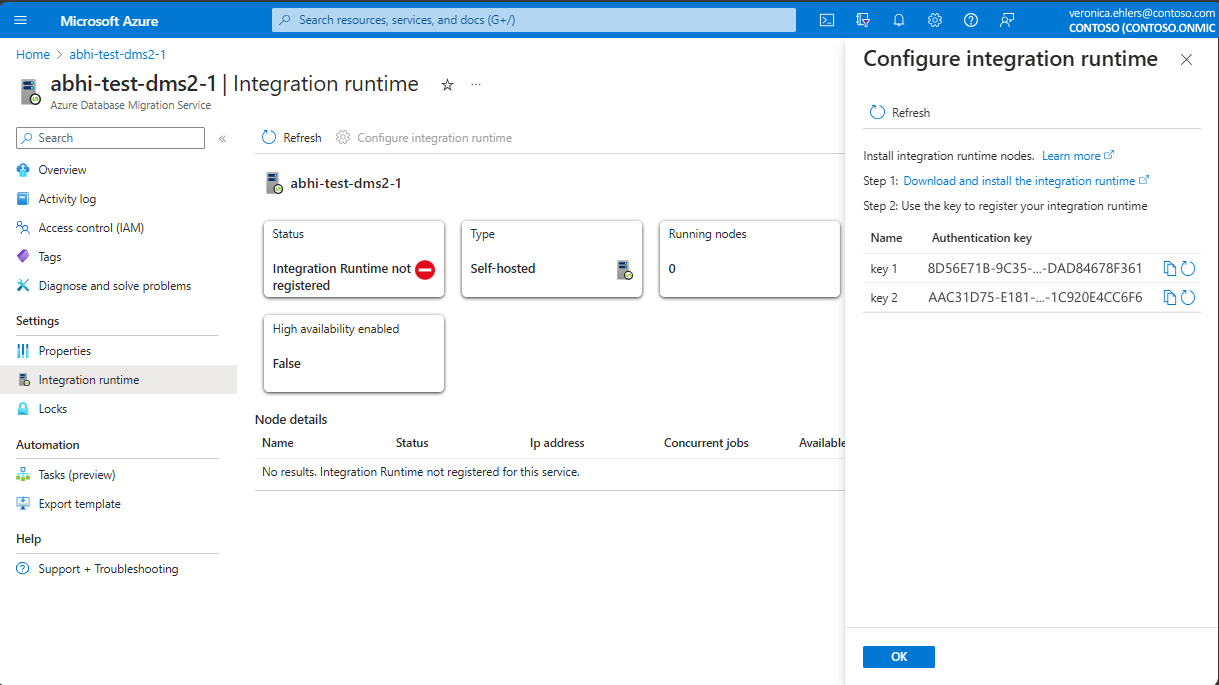 Microsoft Azure
Search resources, services, and docs (G+/)
veronica.ehlers@contoso.com
CONTOSO (CONTOSO.ONMIC
Home > abhi-test-dms2-1
abhi-test-dms2-1 | Integration runtime
Azure Database Migration Service
Search
Overview
Activity log
Access control (IAM)
Tags
Diagnose and solve problems
Settings
Properties
Integration runtime
Locks
Automation
Tasks (preview)
Export template
Help
Support + Troubleshooting
Refresh Configure integration runtime
abhi-test-dms2-1
Status
Integration Runtime not
registered
Type
Self-hosted
Running nodes
0
High availability enabled
False
Node details
Name Status Ip address Concurrent jobs Available
No results. Integration Runtime not registered for this service.
Configure integration runtime
Refresh
Install integration runtime nodes. Learn more
Step 1: Download and install the integration runtime
Step 2: Use the key to register your integration runtime
Name Authentication key
key 1 8D56E71B-9C35-...-DAD84678F361
key 2 AAC31D75-E181-...-1C920E4CC6F6
OK